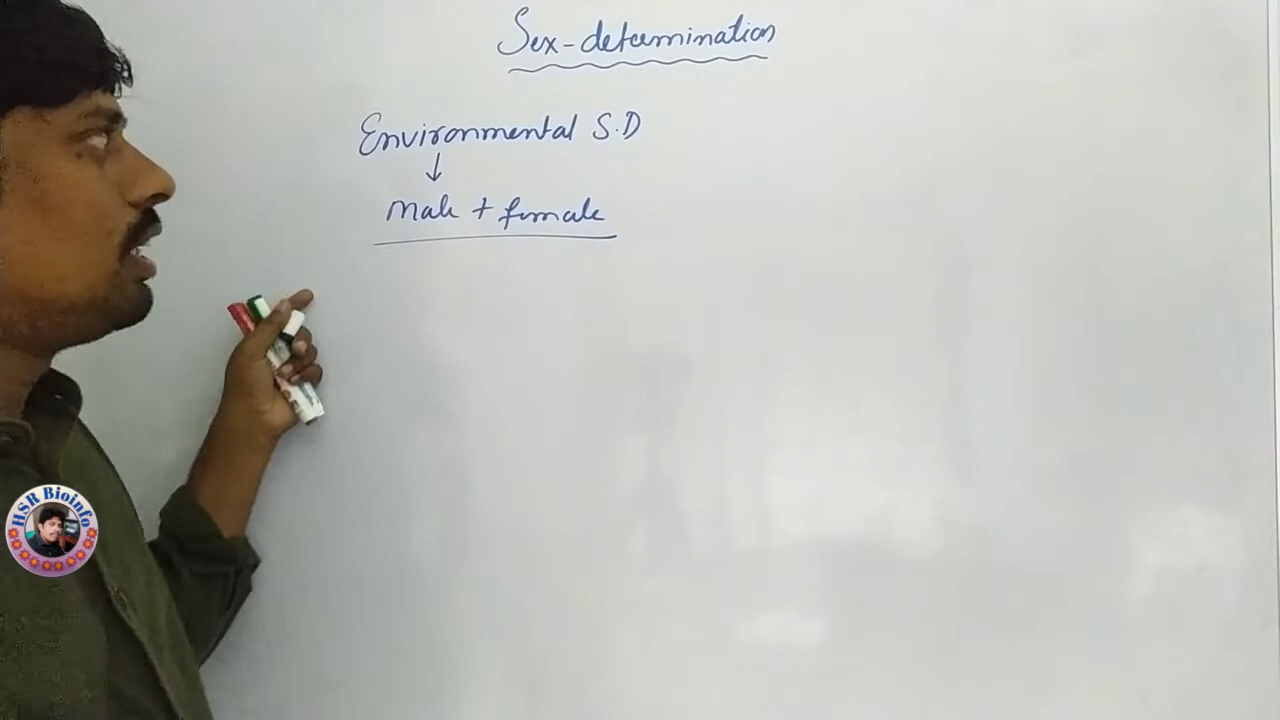 Sex-determination
Environmental S.D
↓
Male + female
HSR Bioinfo